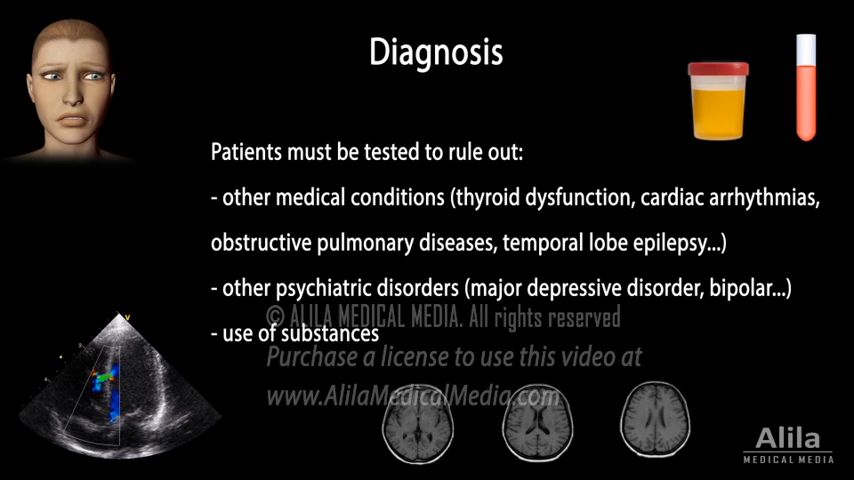 Diagnosis
Patients must be tested to rule out:
- other medical conditions (thyroid dysfunction, cardiac arrhythmias,
obstructive pulmonary diseases, temporal lobe epilepsy...)
- other psychiatric disorders (major depressive disorder, bipolar...)
© ALILA MEDICAL MEDIA. All rights reserved
- use of substances
Purchase a license to use this video at
www.AlilaMedicalMedia.com
V
Alila
MEDICAL MEDIA